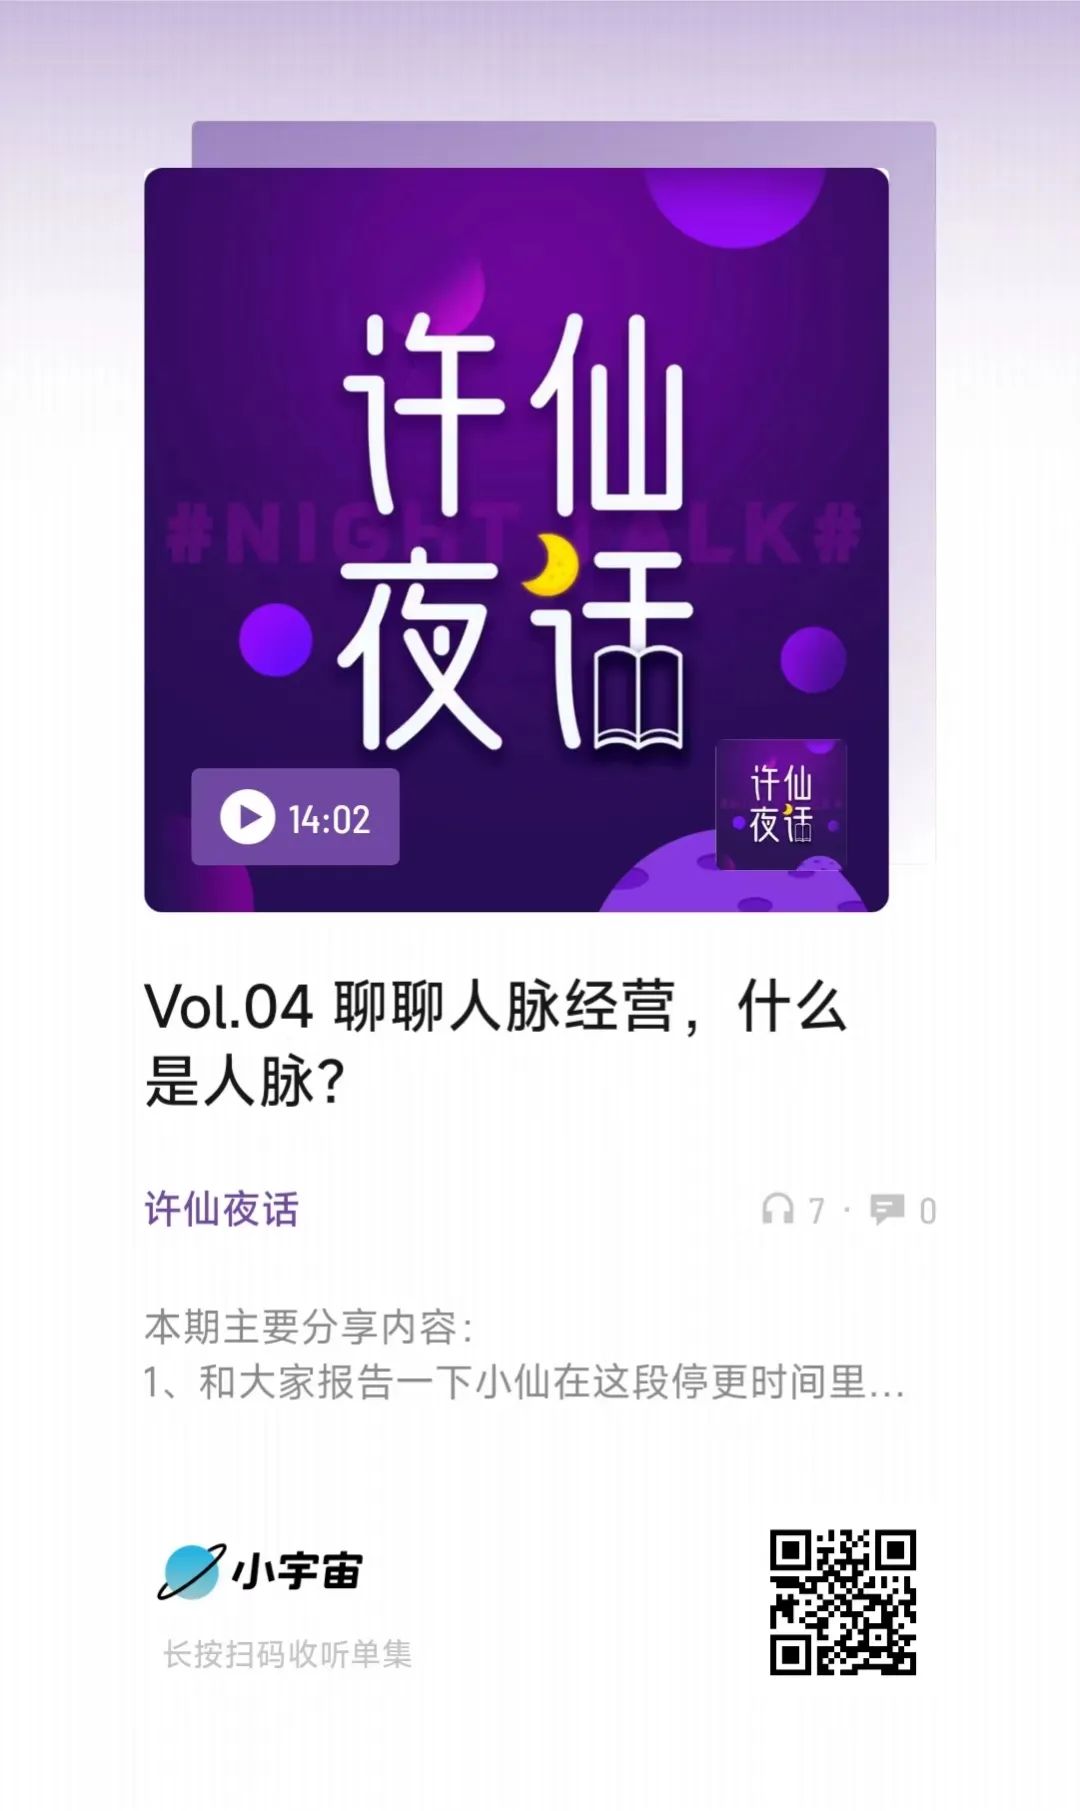 许仙
#NIGHT TALK#
夜话
14:02
许仙
夜话
Vol.04 聊聊人脉经营，什么
是人脉？
许仙夜话
7 · 0
本期主要分享内容：
1、和大家报告一下小仙在这段停更时间里...
小宇宙
长按扫码收听单集